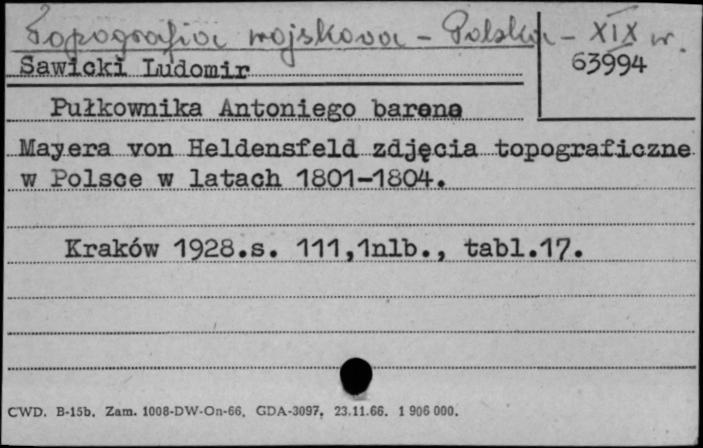 Topografia wojskowa - Polska - XIX w.
63994
Sawicki Ludomir
Pułkownika Antoniego barona
Mayera von Heldensfeld zdjęcia topograficzne
w Polsce w latach 1801-1804.
Kraków 1928.s. 111,1nlb., tabl.17.
CWD. B-15b. Zam. 1008-DW-On-66. GDA-3097. 23.11.66. 1 906 000.